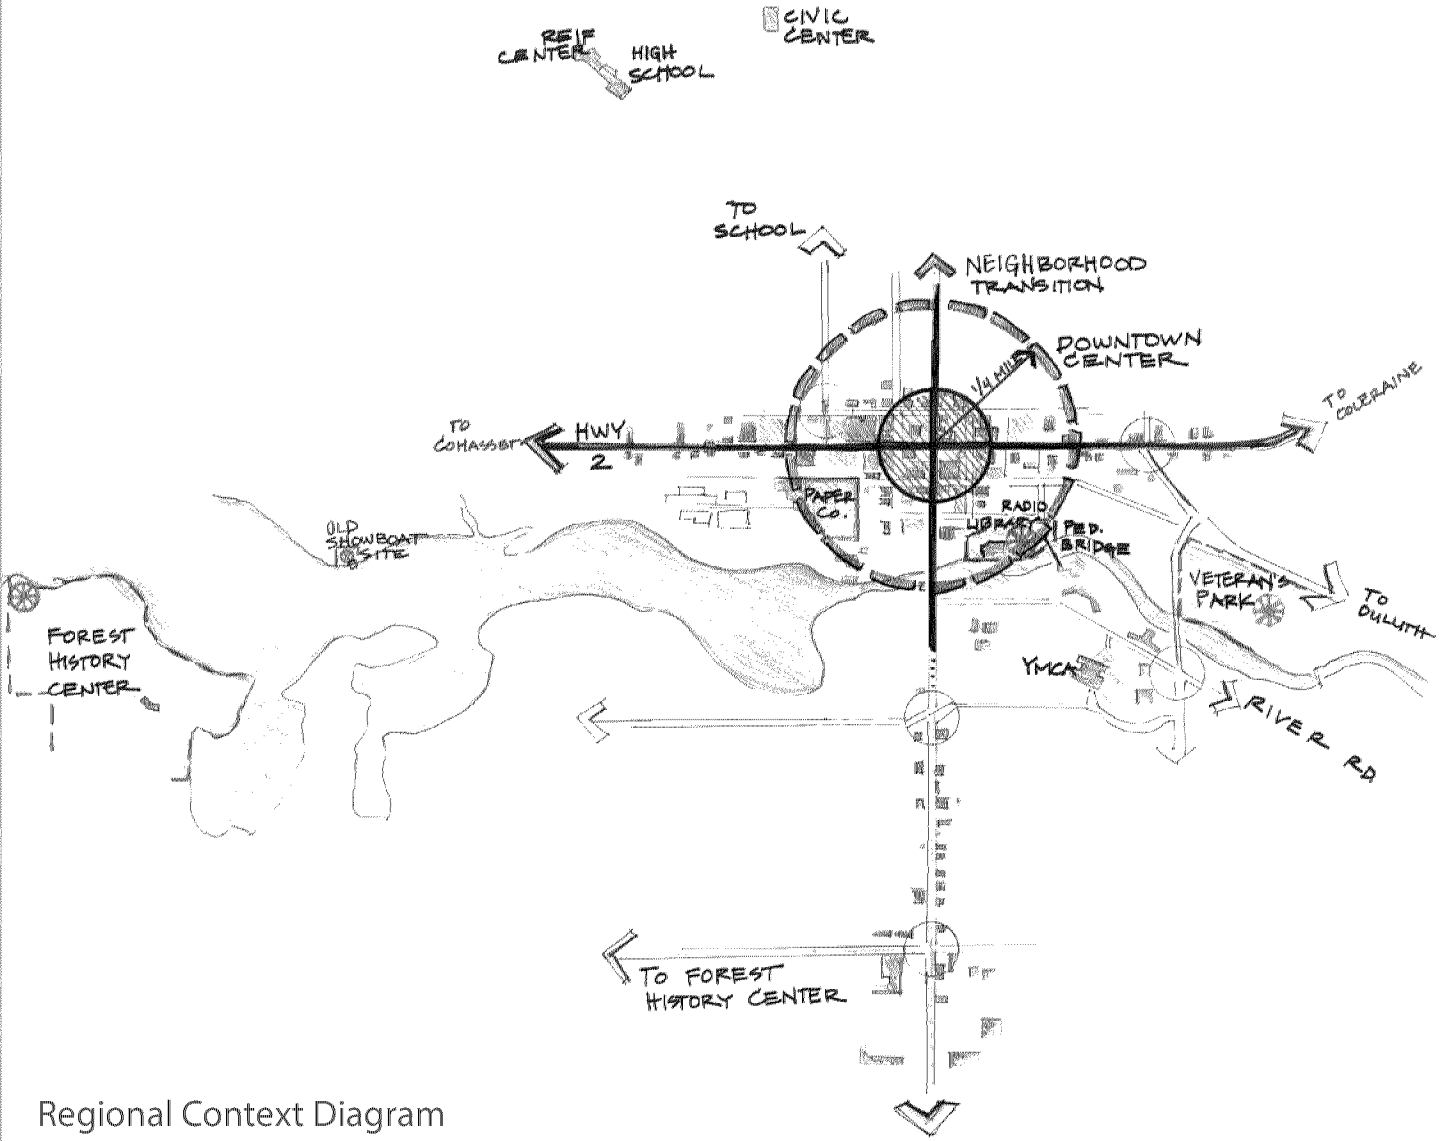 CIVIC
CENTER
REIF
CENTER
HIGH
SCHOOL
TO
SCHOOL
NEIGHBORHOOD
TRANSITION
DOWNTOWN
CENTER
1/4 MILE
TO
COLERAINE
TO
COHASSET
HWY
2
PAPER
CO.
RADIO
LIBRARY
PED.
BRIDGE
OLD
SHOWBOAT
SITE
VETERAN'S
PARK
TO
DULUTH
FOREST
HISTORY
CENTER
YMCA
RIVER RD.
TO FOREST
HISTORY CENTER
Regional Context Diagram